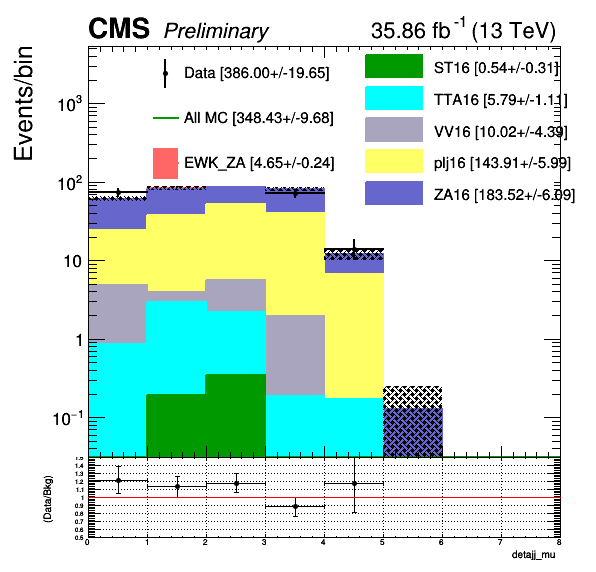 CMS Preliminary 35.86 fb⁻¹ (13 TeV)
Events/bin
Data [386.00+/-19.65]
All MC [348.43+/-9.68]
EWK_ZA [4.65+/-0.24]
ST16 [0.54+/-0.31]
TTA16 [5.79+/-1.11]
VV16 [10.02+/-4.39]
plj16 [143.91+/-5.99]
ZA16 [183.52+/-6.09]
10³
10²
10
1
10⁻¹
(Data/Bkg)
1.5
1.4
1.3
1.2
1.1
1
0.9
0.8
0.7
0.6
0.5
0 1 2 3 4 5 6 7 8
detajj_mu